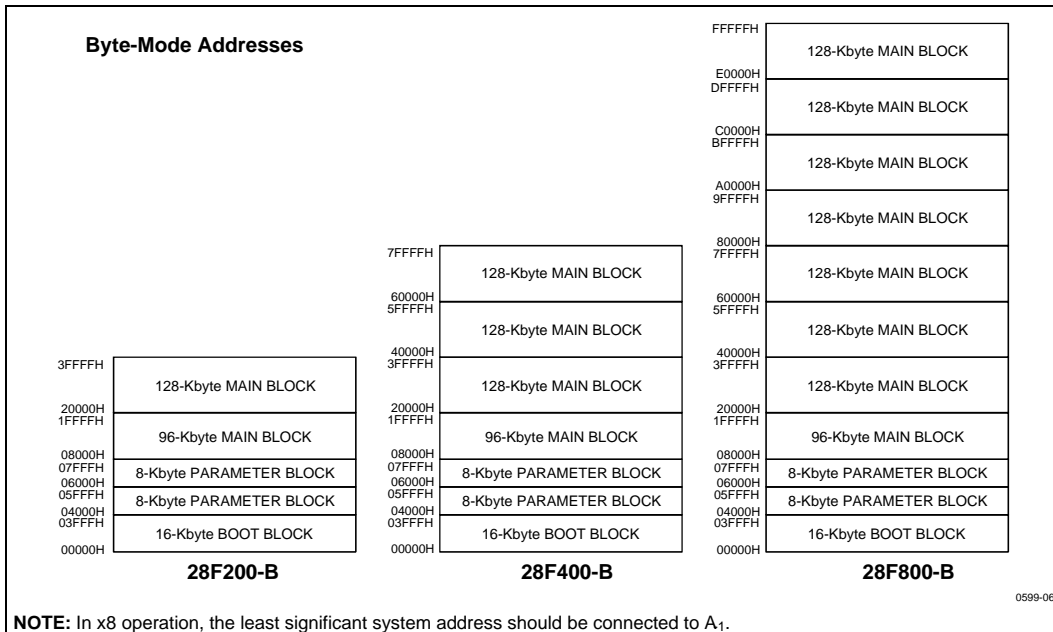 Byte-Mode Addresses
3FFFFH
128-Kbyte MAIN BLOCK
20000H
1FFFFH
96-Kbyte MAIN BLOCK
08000H
07FFFH
8-Kbyte PARAMETER BLOCK
06000H
05FFFH
8-Kbyte PARAMETER BLOCK
04000H
03FFFH
16-Kbyte BOOT BLOCK
00000H
28F200-B
7FFFFH
128-Kbyte MAIN BLOCK
60000H
5FFFFH
128-Kbyte MAIN BLOCK
40000H
3FFFFH
128-Kbyte MAIN BLOCK
20000H
1FFFFH
96-Kbyte MAIN BLOCK
08000H
07FFFH
8-Kbyte PARAMETER BLOCK
06000H
05FFFH
8-Kbyte PARAMETER BLOCK
04000H
03FFFH
16-Kbyte BOOT BLOCK
00000H
28F400-B
FFFFFH
128-Kbyte MAIN BLOCK
E0000H
DFFFFH
128-Kbyte MAIN BLOCK
C0000H
BFFFFH
128-Kbyte MAIN BLOCK
A0000H
9FFFFH
128-Kbyte MAIN BLOCK
80000H
7FFFFH
128-Kbyte MAIN BLOCK
60000H
5FFFFH
128-Kbyte MAIN BLOCK
40000H
3FFFFH
128-Kbyte MAIN BLOCK
20000H
1FFFFH
96-Kbyte MAIN BLOCK
08000H
07FFFH
8-Kbyte PARAMETER BLOCK
06000H
05FFFH
8-Kbyte PARAMETER BLOCK
04000H
03FFFH
16-Kbyte BOOT BLOCK
00000H
28F800-B
0599-06
NOTE: In x8 operation, the least significant system address should be connected to A₁.